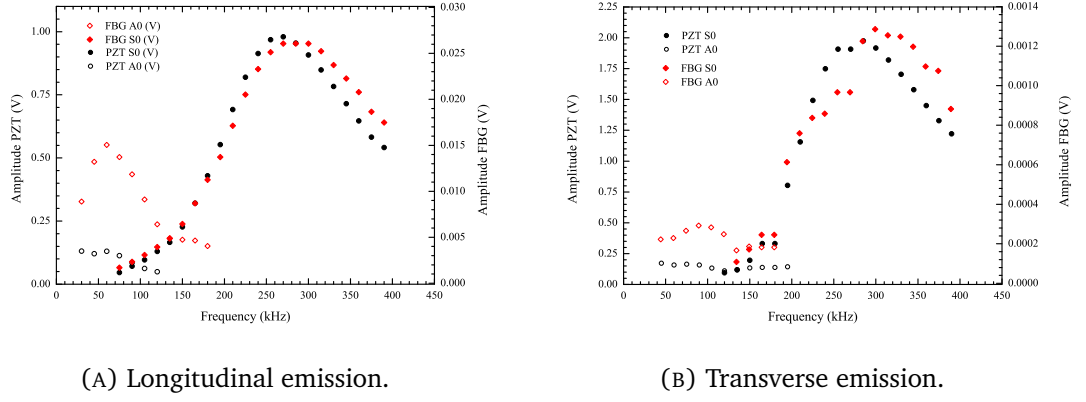 Amplitude PZT (V)
1.00
0.75
0.50
0.25
0.00
FBG A0 (V)
FBG S0 (V)
PZT S0 (V)
PZT A0 (V)
0.030
0.025
0.020
0.015
0.010
0.005
0.000
Amplitude FBG (V)
0 50 100 150 200 250 300 350 400 450
Frequency (kHz)
(A) Longitudinal emission.
Amplitude PZT (V)
2.25
2.00
1.75
1.50
1.25
1.00
0.75
0.50
0.25
0.00
PZT S0
PZT A0
FBG S0
FBG A0
0.0014
0.0012
0.0010
0.0008
0.0006
0.0004
0.0002
0.0000
Amplitude FBG (V)
0 50 100 150 200 250 300 350 400 450
Frequency (kHz)
(B) Transverse emission.